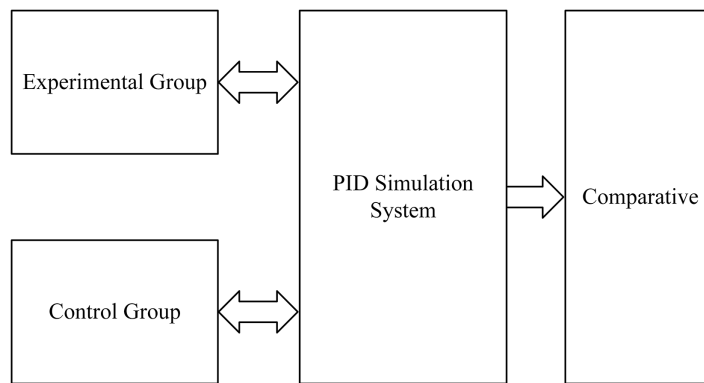 Experimental Group
PID Simulation
System
Comparative
Control Group